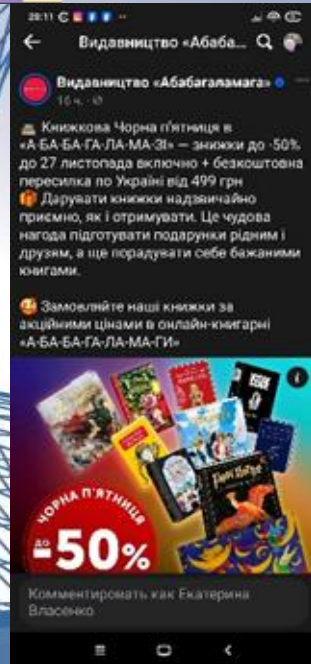 Видавництво «Абаба...
Видавництво «Абабагаламага»
16 ч.
Книжкова Чорна п'ятниця в
«А-БА-БА-ГА-ЛА-МА-ЗІ» — знижки до -50%
до 27 листопада включно + безкоштовна
пересилка по Україні від 499 грн
Дарувати книжки надзвичайно
приємно, як і отримувати. Це чудова
нагода підготувати подарунки рідним і
друзям, а ще порадувати себе бажаними
книгами.
Замовляйте наші книжки за
акційними цінами в онлайн-книгарні
«А-БА-БА-ГА-ЛА-МА-ГИ»
ЧОРНА П'ЯТНИЦЯ
ДО
-50%
Комментировать как Екатерина
Власенко